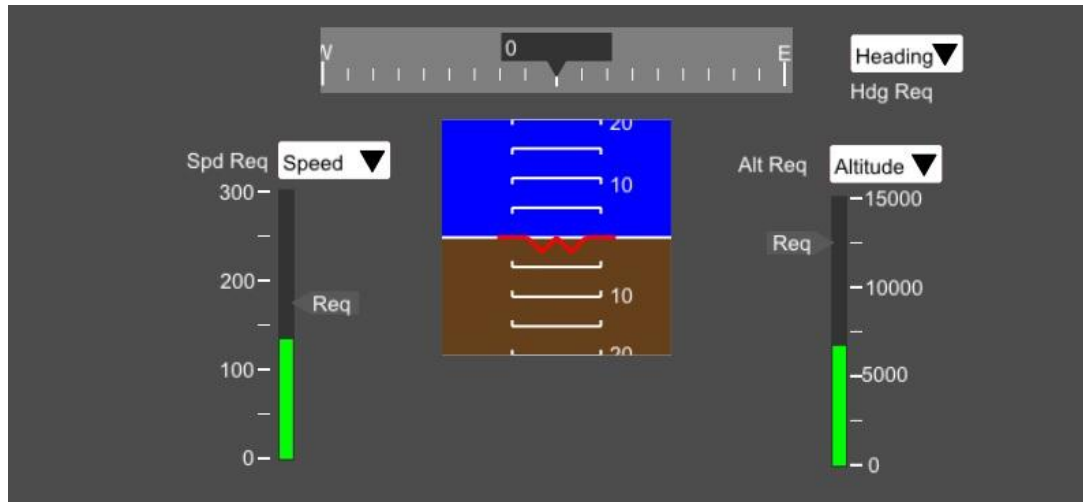 W 0 E
Heading
Hdg Req
20
10
10
20
Spd Req Speed
300
200
Req
100
0
Alt Req Altitude
15000
Req
10000
5000
0